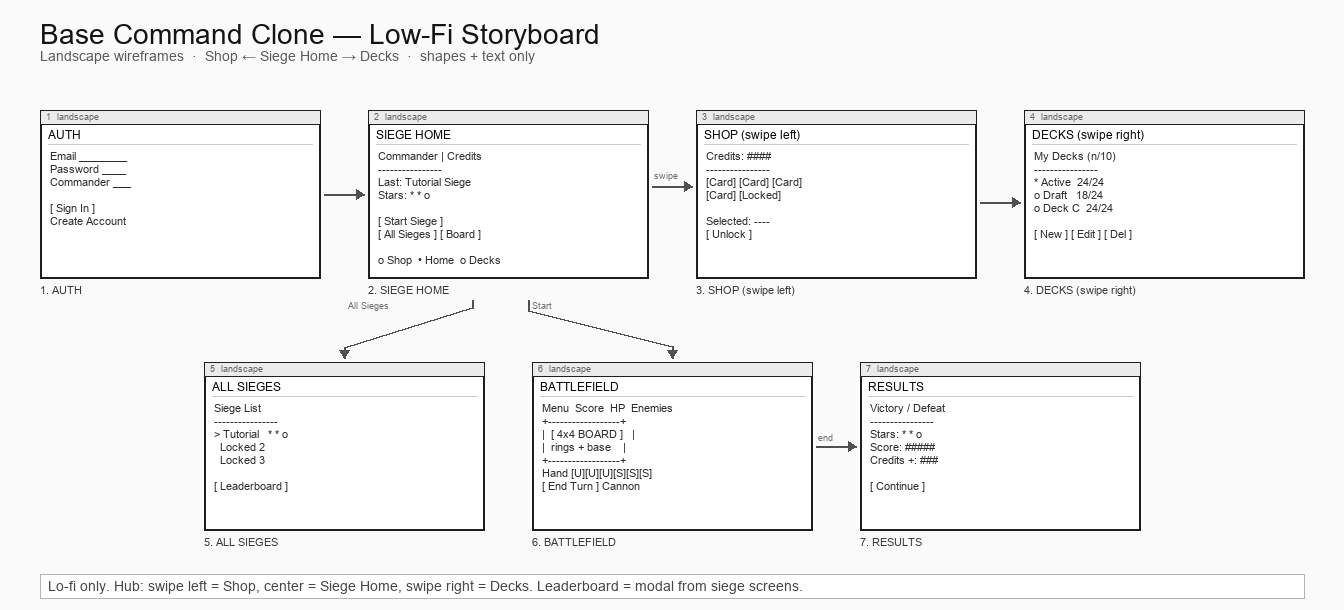 Base Command Clone — Low-Fi Storyboard
Landscape wireframes · Shop ← Siege Home → Decks · shapes + text only
1 landscape
AUTH
Email ________
Password ____
Commander ___
[ Sign In ]
Create Account
1. AUTH
2 landscape
SIEGE HOME
Commander | Credits
----------------
Last: Tutorial Siege
Stars: * * o
[ Start Siege ]
[ All Sieges ] [ Board ]
o Shop • Home o Decks
2. SIEGE HOME
swipe
3 landscape
SHOP (swipe left)
Credits: ####
----------------
[Card] [Card] [Card]
[Card] [Locked]
Selected: ----
[ Unlock ]
3. SHOP (swipe left)
4 landscape
DECKS (swipe right)
My Decks (n/10)
----------------
* Active 24/24
o Draft 18/24
o Deck C 24/24
[ New ] [ Edit ] [ Del ]
4. DECKS (swipe right)
All Sieges
Start
5 landscape
ALL SIEGES
Siege List
----------------
> Tutorial * * o
Locked 2
Locked 3
[ Leaderboard ]
5. ALL SIEGES
6 landscape
BATTLEFIELD
Menu Score HP Enemies
+------------------+
| [ 4x4 BOARD ] |
| rings + base |
+------------------+
Hand [U][U][U][S][S][S]
[ End Turn ] Cannon
6. BATTLEFIELD
end
7 landscape
RESULTS
Victory / Defeat
----------------
Stars: * * o
Score: #####
Credits +: ###
[ Continue ]
7. RESULTS
Lo-fi only. Hub: swipe left = Shop, center = Siege Home, swipe right = Decks. Leaderboard = modal from siege screens.